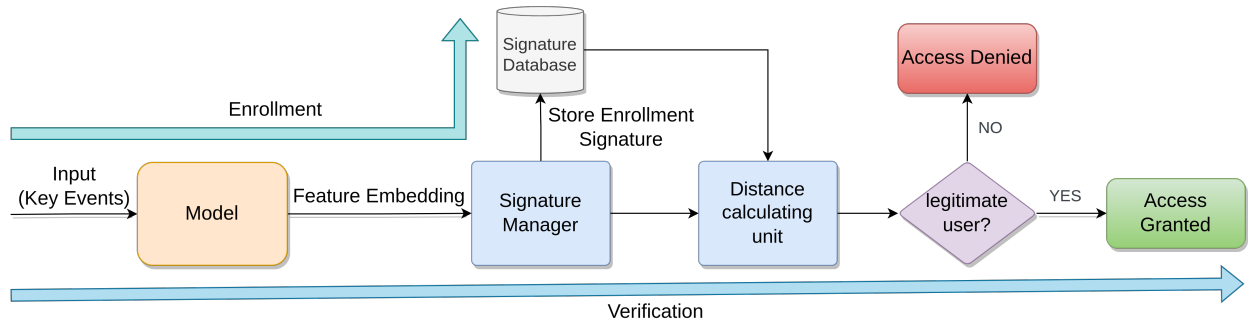 Signature
Database
Access Denied
Enrollment
Store Enrollment
Signature
NO
Input
(Key Events)
Model
Feature Embedding
Signature
Manager
Distance
calculating
unit
legitimate
user?
YES
Access
Granted
Verification